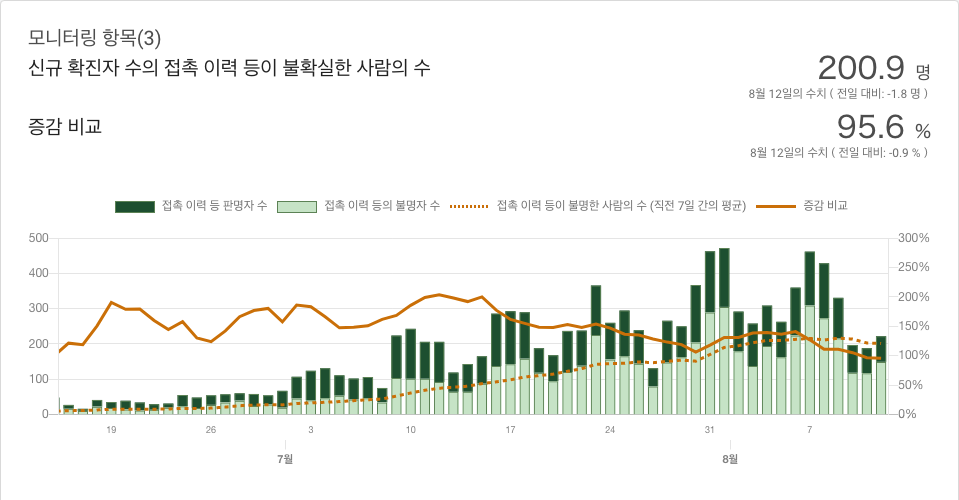 모니터링 항목(3)
신규 확진자 수의 접촉 이력 등이 불확실한 사람의 수
200.9 명
8월 12일의 수치 ( 전일 대비: -1.8 명 )
증감 비교
95.6 %
8월 12일의 수치 ( 전일 대비: -0.9 % )
접촉 이력 등 판명자 수 접촉 이력 등의 불명자 수 접촉 이력 등이 불명한 사람의 수 (직전 7일 간의 평균) 증감 비교
500 300%
250%
400
200%
300
150%
200
100%
100
50%
0 0%
19 26 3 10 17 24 31 7
7월 8월